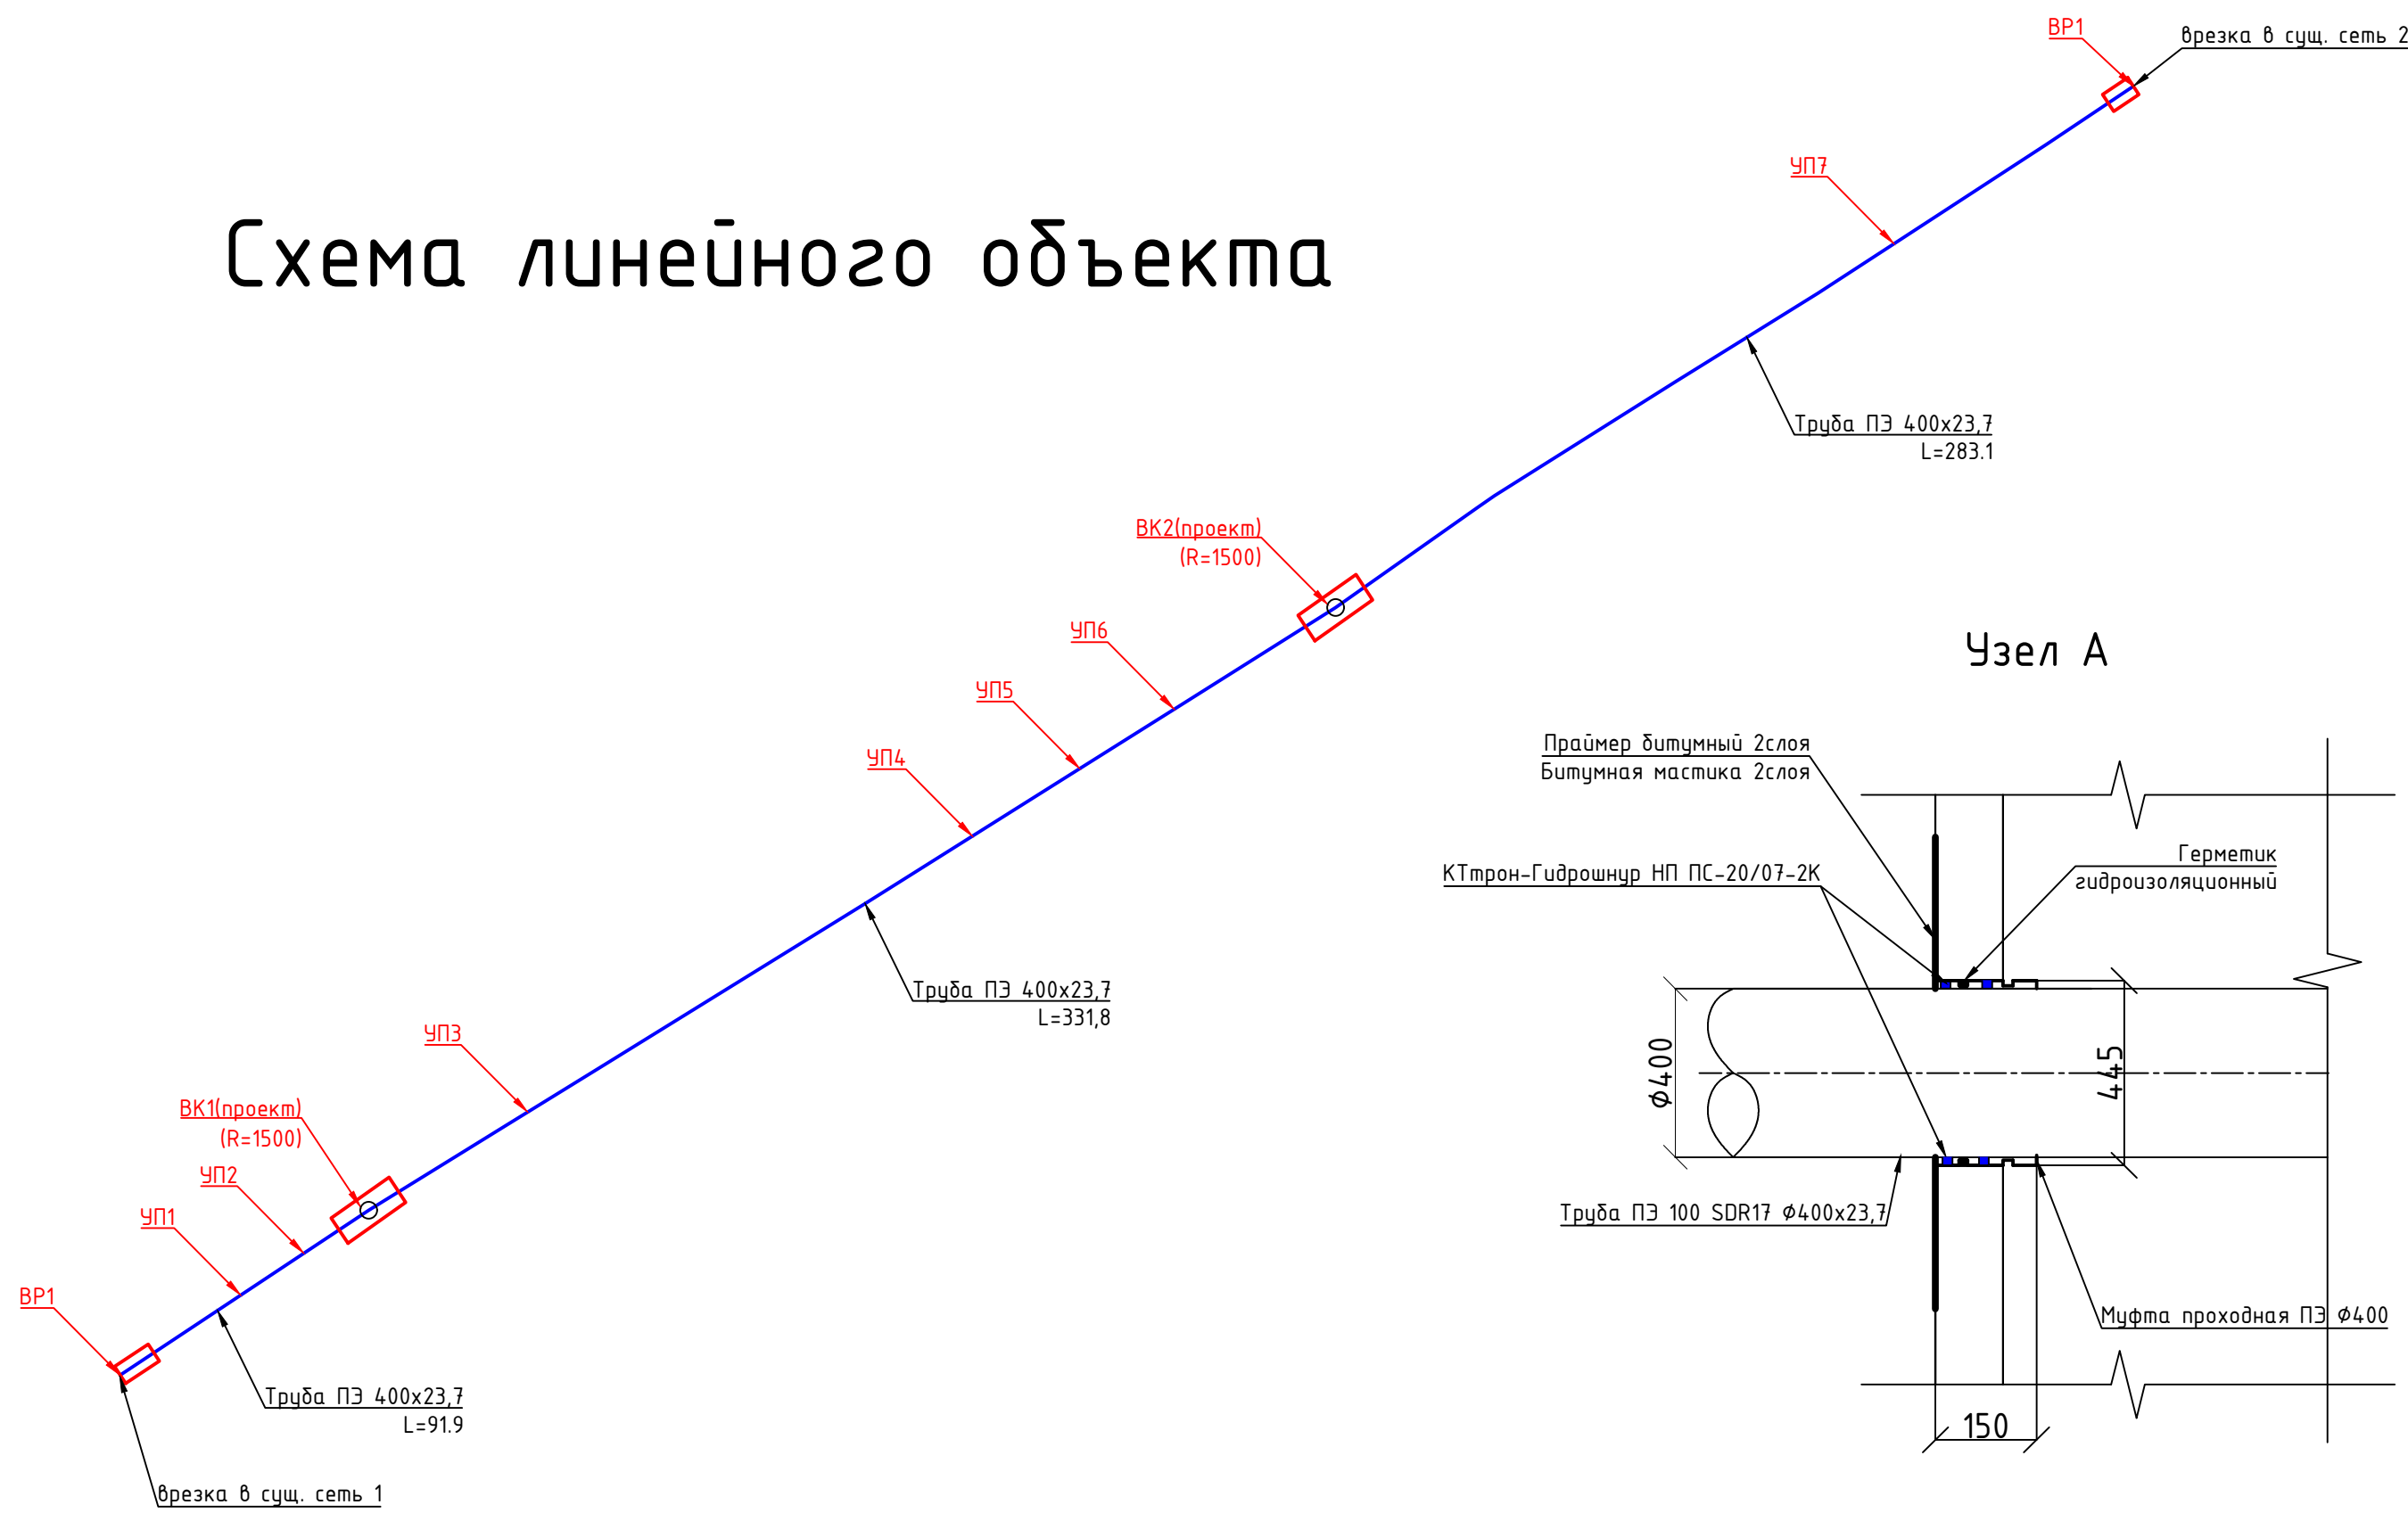 ВР1
врезка в сущ. сеть 2
УП7
Схема линейного объекта
Труба ПЭ 400х23,7
L=283.1
ВК2(проект)
(R=1500)
УП6
УП5
УП4
Труба ПЭ 400х23,7
L=331,8
УП3
ВК1(проект)
(R=1500)
УП2
УП1
ВР1
Труба ПЭ 400х23,7
L=91.9
врезка в сущ. сеть 1
Узел А
Праймер битумный 2слоя
Битумная мастика 2слоя
КТтрон-Гидрошнур НП ПС-20/07-2К
Герметик
гидроизоляционный
ϕ400
445
Труба ПЭ 100 SDR17 ϕ400х23,7
Муфта проходная ПЭ ϕ400
150